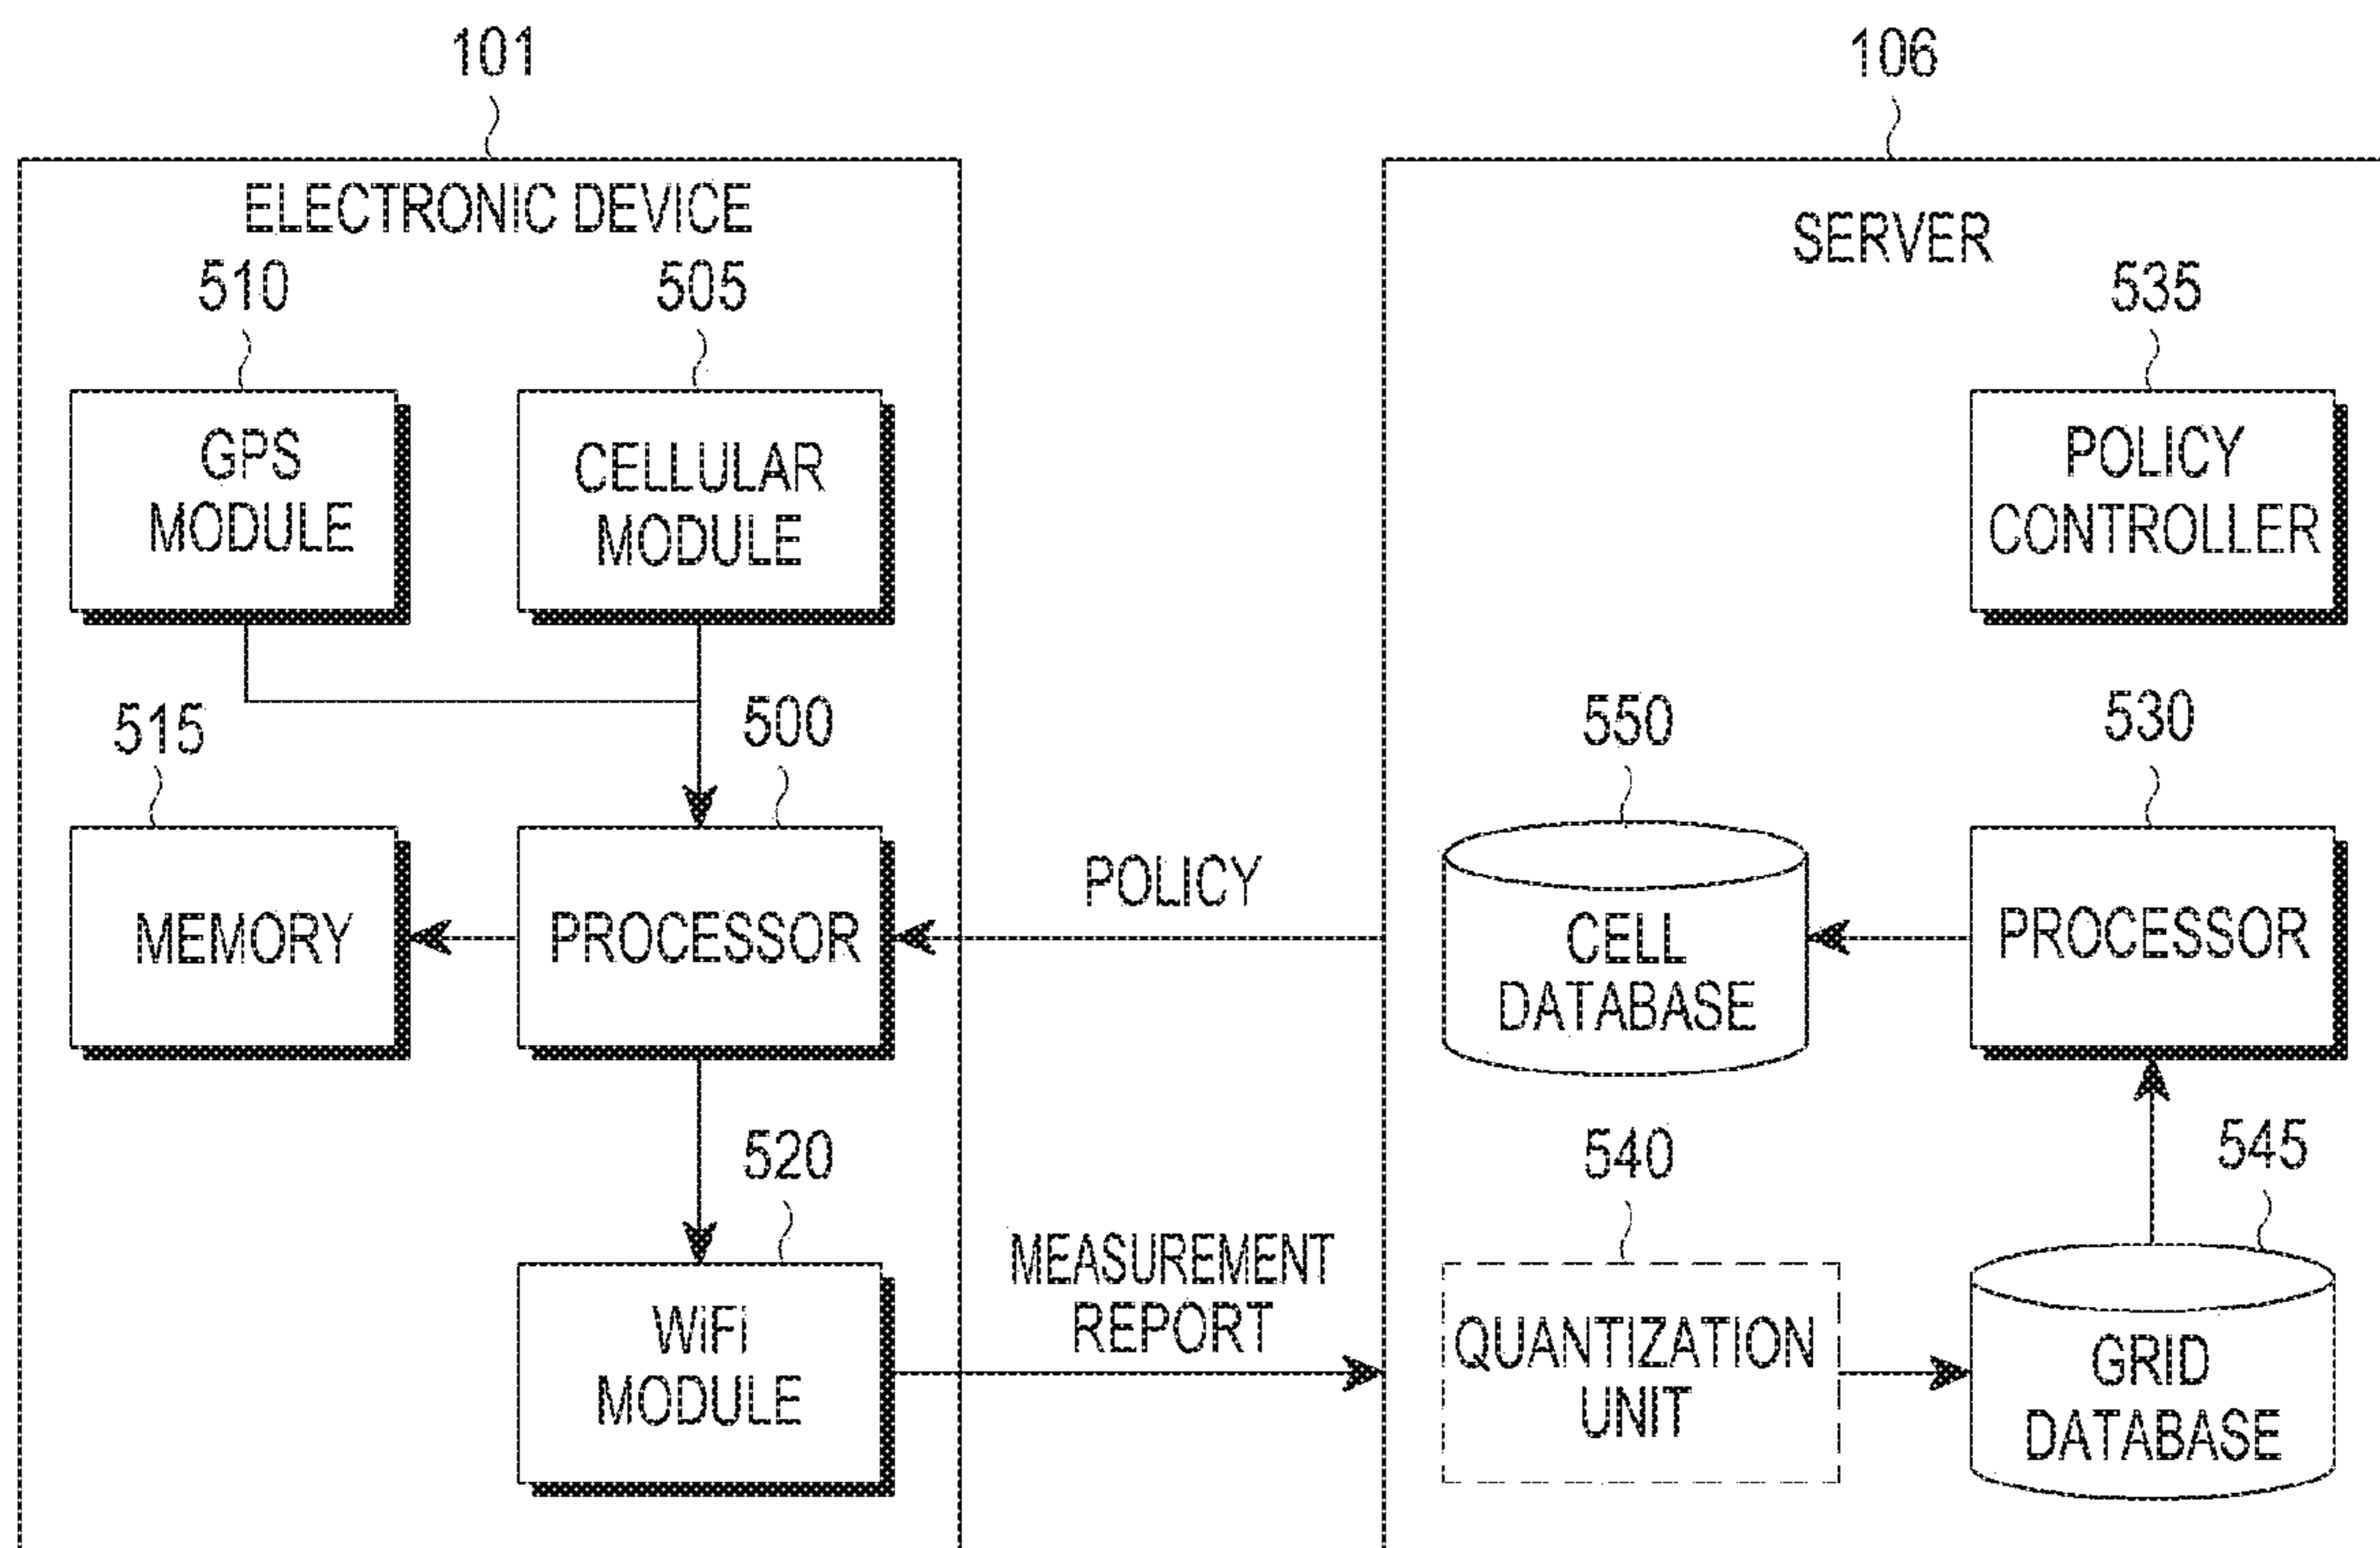 101
106
ELECTRONIC DEVICE
SERVER
510
505
535
GPS
MODULE
CELLULAR
MODULE
POLICY
CONTROLLER
515
500
550
530
MEMORY
PROCESSOR
POLICY
CELL
DATABASE
PROCESSOR
520
540
545
WiFi
MODULE
MEASUREMENT
REPORT
QUANTIZATION
UNIT
GRID
DATABASE